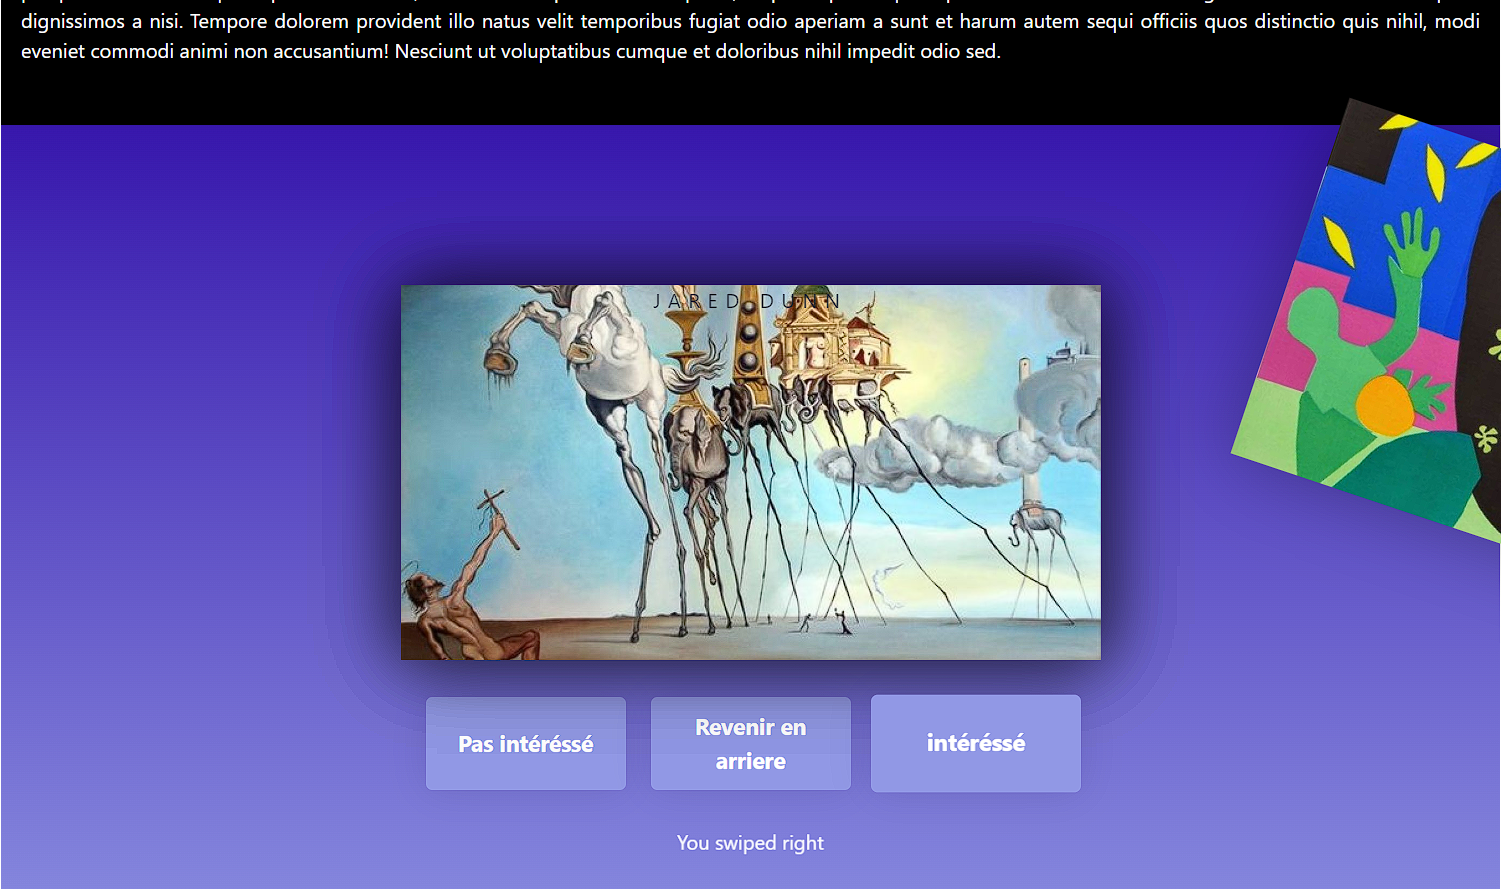 dignissimos a nisi. Tempore dolorem provident illo natus velit temporibus fugiat odio aperiam a sunt et harum autem sequi officiis quos distinctio quis nihil, modi
eveniet commodi animi non accusantium! Nesciunt ut voluptatibus cumque et doloribus nihil impedit odio sed.
JARED DUNN
Pas intéréssé
Revenir en
arriere
intéréssé
You swiped right